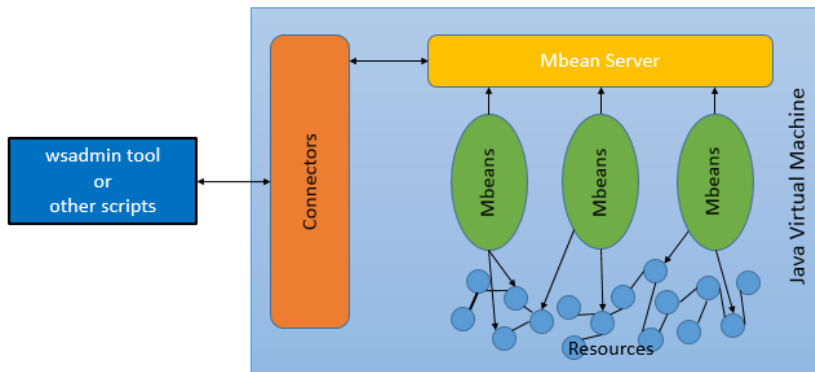 Mbean Server
wsadmin tool
or
other scripts
Connectors
Mbeans
Mbeans
Mbeans
Java Virtual Machine
Resources